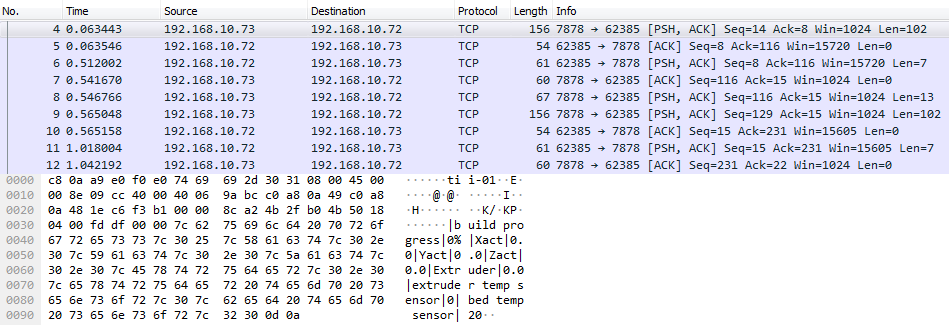 No. Time Source Destination Protocol Length Info
4 0.063443 192.168.10.73 192.168.10.72 TCP 156 7878 → 62385 [PSH, ACK] Seq=14 Ack=8 Win=1024 Len=102
5 0.063546 192.168.10.72 192.168.10.73 TCP 54 62385 → 7878 [ACK] Seq=8 Ack=116 Win=15720 Len=0
6 0.512002 192.168.10.72 192.168.10.73 TCP 61 62385 → 7878 [PSH, ACK] Seq=8 Ack=116 Win=15720 Len=7
7 0.541670 192.168.10.73 192.168.10.72 TCP 60 7878 → 62385 [ACK] Seq=116 Ack=15 Win=1024 Len=0
8 0.546766 192.168.10.73 192.168.10.72 TCP 67 7878 → 62385 [PSH, ACK] Seq=116 Ack=15 Win=1024 Len=13
9 0.565048 192.168.10.73 192.168.10.72 TCP 156 7878 → 62385 [PSH, ACK] Seq=129 Ack=15 Win=1024 Len=102
10 0.565158 192.168.10.72 192.168.10.73 TCP 54 62385 → 7878 [ACK] Seq=15 Ack=231 Win=15605 Len=0
11 1.018004 192.168.10.72 192.168.10.73 TCP 61 62385 → 7878 [PSH, ACK] Seq=15 Ack=231 Win=15605 Len=7
12 1.042192 192.168.10.73 192.168.10.72 TCP 60 7878 → 62385 [ACK] Seq=231 Ack=22 Win=1024 Len=0
0000 c8 0a a9 e0 f0 e0 74 69 69 2d 30 31 08 00 45 00 ······ti i-01··E·
0010 00 8e 09 cc 40 00 40 06 9a bc c0 a8 0a 49 c0 a8 ····@·@· ·····I··
0020 0a 48 1e c6 f3 b1 00 00 8c a2 4b 2f b0 4b 50 18 ·H······ ··K/·KP·
0030 04 00 fd df 00 00 7c 62 75 69 6c 64 20 70 72 6f ······|b uild pro
0040 67 72 65 73 73 7c 30 25 7c 58 61 63 74 7c 30 2e gress|0% |Xact|0.
0050 30 7c 59 61 63 74 7c 30 2e 30 7c 5a 61 63 74 7c 0|Yact|0 .0|Zact|
0060 30 2e 30 7c 45 78 74 72 75 64 65 72 7c 30 2e 30 0.0|Extr uder|0.0
0070 7c 65 78 74 72 75 64 65 72 20 74 65 6d 70 20 73 |extrude r temp s
0080 65 6e 73 6f 72 7c 30 7c 62 65 64 20 74 65 6d 70 ensor|0| bed temp
0090 20 73 65 6e 73 6f 72 7c 32 30 0d 0a sensor| 20··